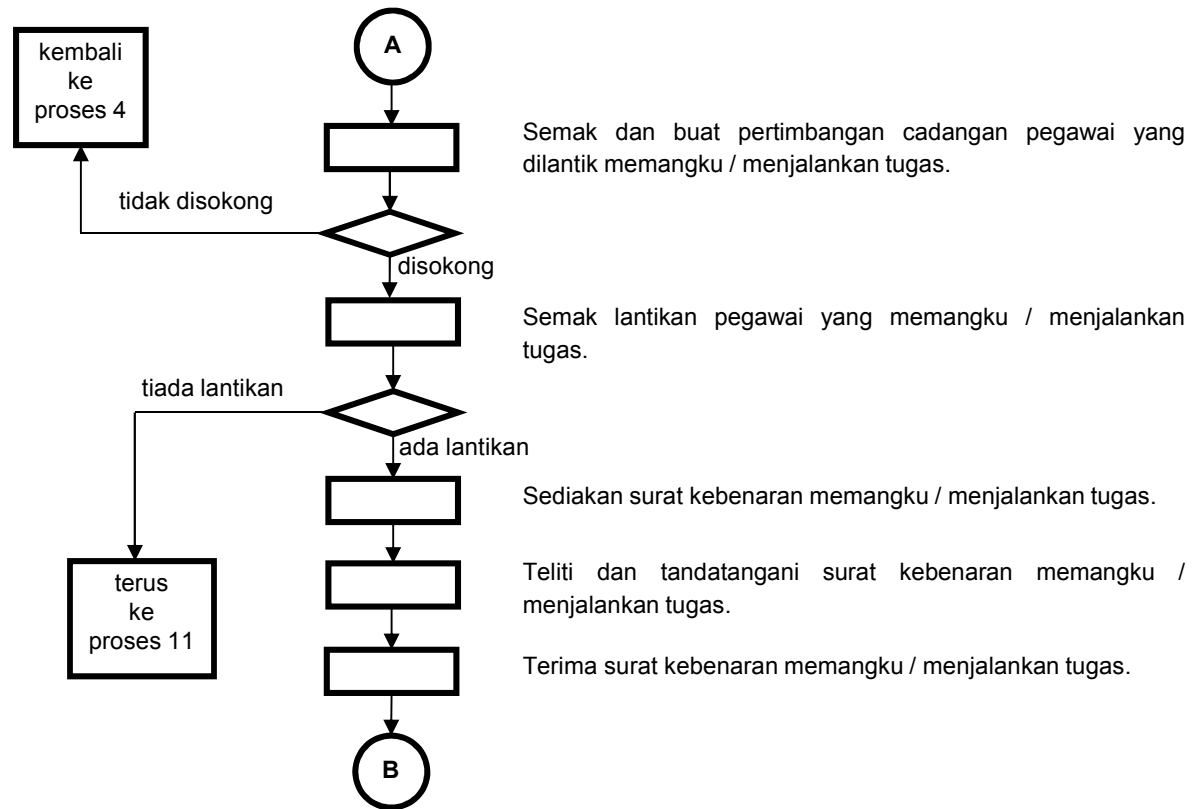 A
kembali
ke
proses 4
Semak dan buat pertimbangan cadangan pegawai yang
dilantik memangku / menjalankan tugas.
tidak disokong
disokong
Semak lantikan pegawai yang memangku / menjalankan
tugas.
tiada lantikan
ada lantikan
Sediakan surat kebenaran memangku / menjalankan tugas.
terus
ke
proses 11
Teliti dan tandatangani surat kebenaran memangku /
menjalankan tugas.
Terima surat kebenaran memangku / menjalankan tugas.
B